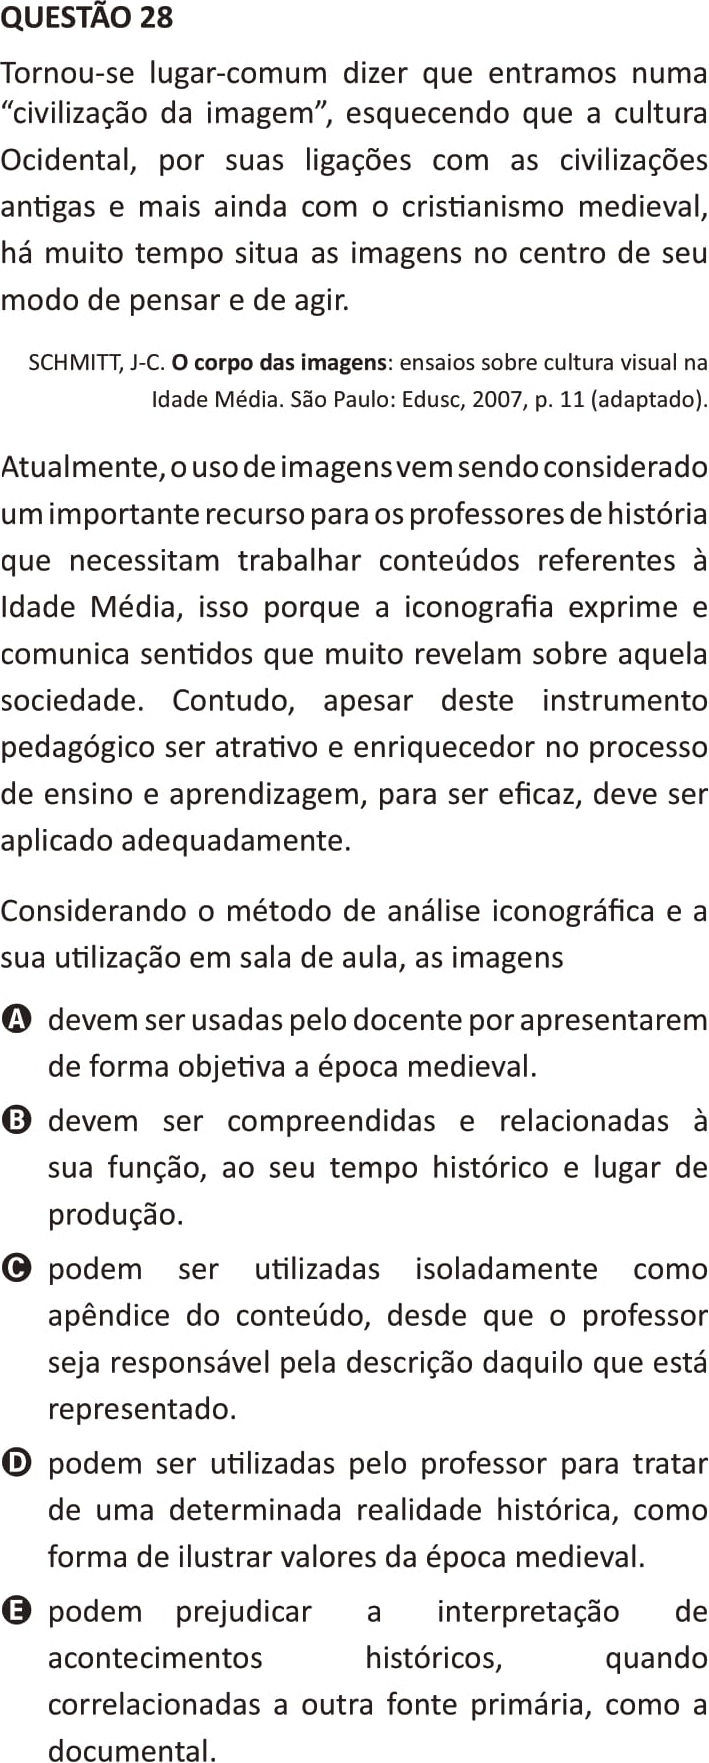 QUESTÃO 28
Tornou-se lugar-comum dizer que entramos numa
“civilização da imagem”, esquecendo que a cultura
Ocidental, por suas ligações com as civilizações
antigas e mais ainda com o cristianismo medieval,
há muito tempo situa as imagens no centro de seu
modo de pensar e de agir.
SCHMITT, J-C. O corpo das imagens: ensaios sobre cultura visual na
Idade Média. São Paulo: Edusc, 2007, p. 11 (adaptado).
Atualmente, o uso de imagens vem sendo considerado
um importante recurso para os professores de história
que necessitam trabalhar conteúdos referentes à
Idade Média, isso porque a iconografia exprime e
comunica sentidos que muito revelam sobre aquela
sociedade. Contudo, apesar deste instrumento
pedagógico ser atrativo e enriquecedor no processo
de ensino e aprendizagem, para ser eficaz, deve ser
aplicado adequadamente.
Considerando o método de análise iconográfica e a
sua utilização em sala de aula, as imagens
A devem ser usadas pelo docente por apresentarem
de forma objetiva a época medieval.
B devem ser compreendidas e relacionadas à
sua função, ao seu tempo histórico e lugar de
produção.
C podem ser utilizadas isoladamente como
apêndice do conteúdo, desde que o professor
seja responsável pela descrição daquilo que está
representado.
D podem ser utilizadas pelo professor para tratar
de uma determinada realidade histórica, como
forma de ilustrar valores da época medieval.
E podem prejudicar a interpretação de
acontecimentos históricos, quando
correlacionadas a outra fonte primária, como a
documental.